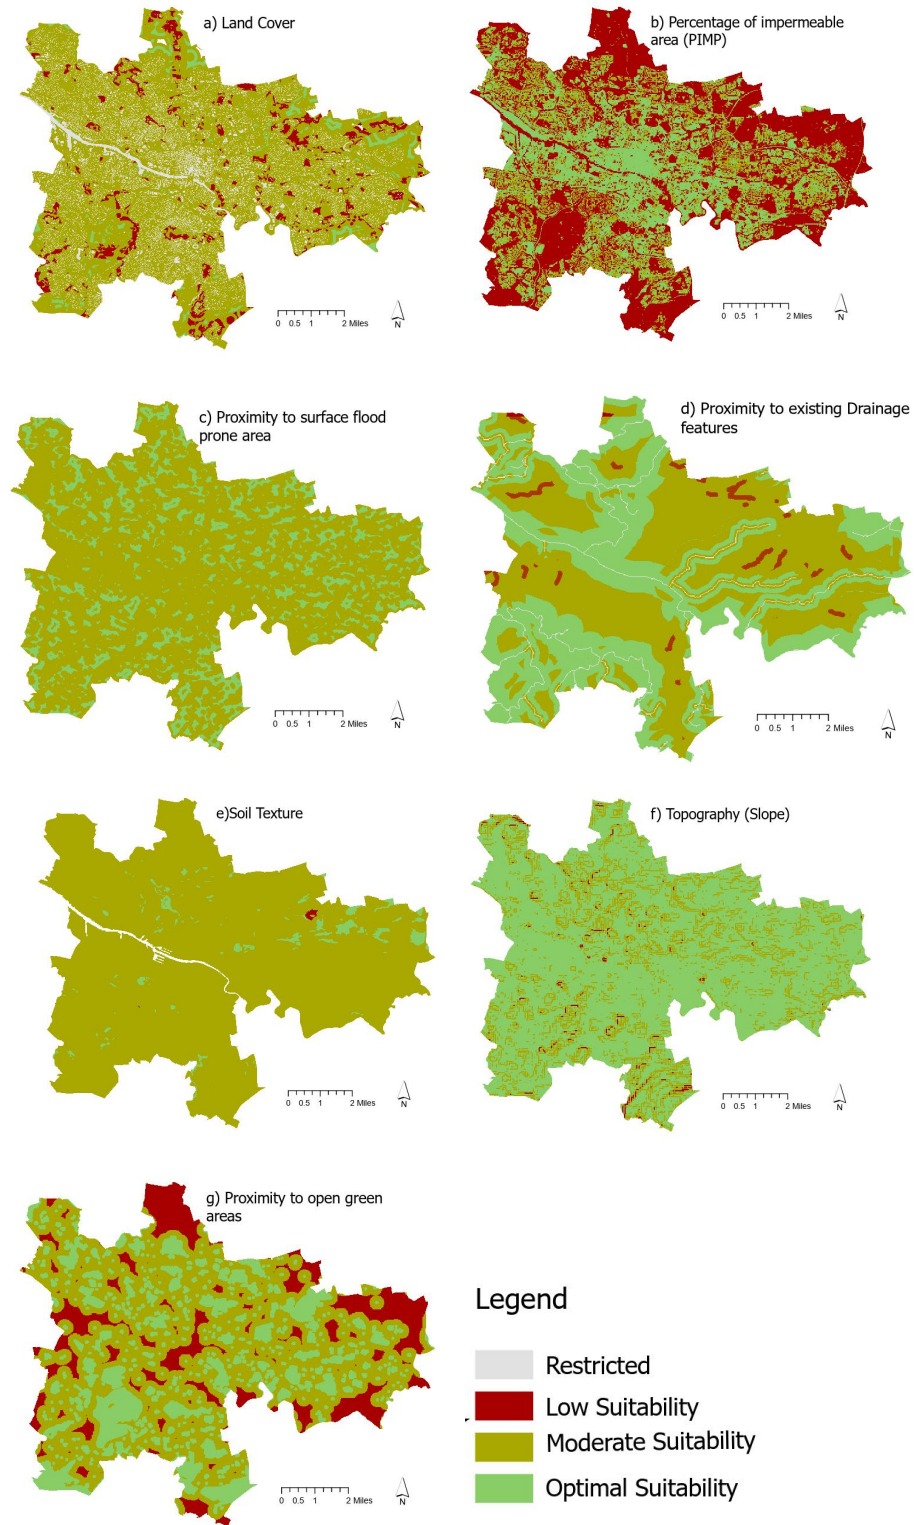 a) Land Cover
b) Percentage of impermeable
area (PIMP)
0 0.5 1 2 Miles
N
0 0.5 1 2 Miles
N
c) Proximity to surface flood
prone area
d) Proximity to existing Drainage
features
0 0.5 1 2 Miles
N
0 0.5 1 2 Miles
N
e)Soil Texture
f) Topography (Slope)
0 0.5 1 2 Miles
N
0 0.5 1 2 Miles
N
g) Proximity to open green
areas
0 0.5 1 2 Miles
N
Legend
Restricted
Low Suitability
Moderate Suitability
Optimal Suitability